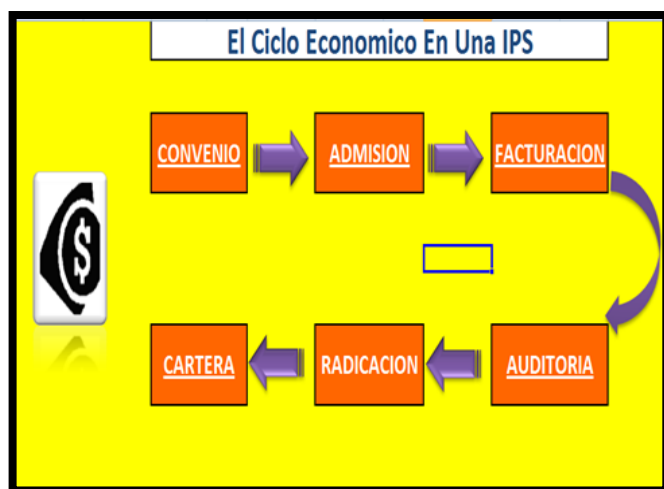 El Ciclo Economico En Una IPS
CONVENIO
ADMISION
FACTURACION
AUDITORIA
RADICACION
CARTERA
$